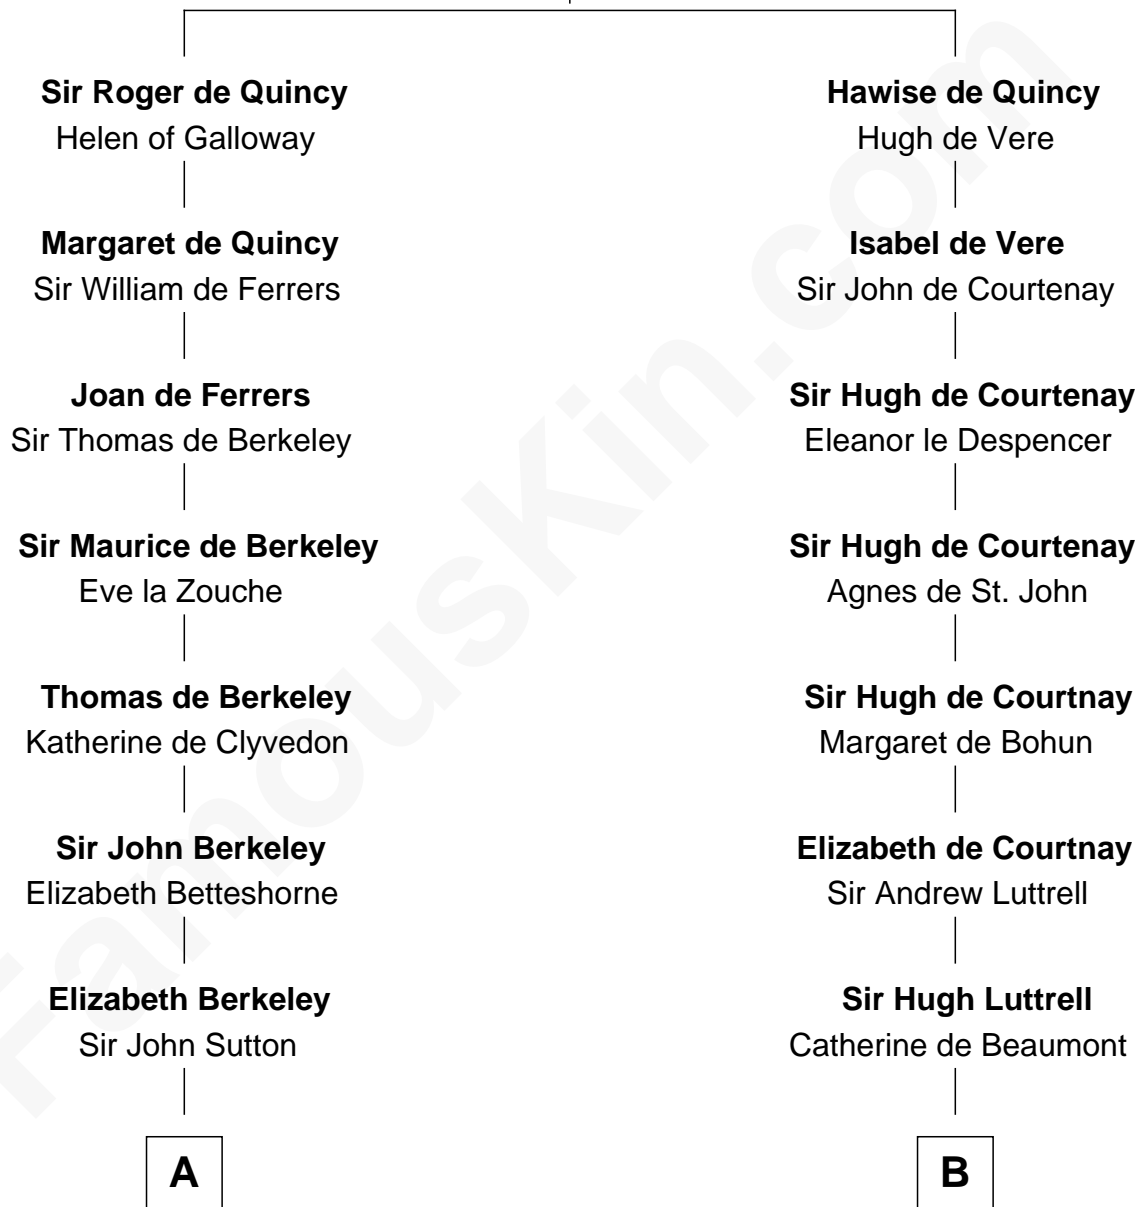 Sir Roger de Quincy
Helen of Galloway
Margaret de Quincy
Sir William de Ferrers
Joan de Ferrers
Sir Thomas de Berkeley
Sir Maurice de Berkeley
Eve la Zouche
Thomas de Berkeley
Katherine de Clyvedon
Sir John Berkeley
Elizabeth Betteshorne
Elizabeth Berkeley
Sir John Sutton
A
Hawise de Quincy
Hugh de Vere
Isabel de Vere
Sir John de Courtenay
Sir Hugh de Courtenay
Eleanor le Despencer
Sir Hugh de Courtenay
Agnes de St. John
Sir Hugh de Courtnay
Margaret de Bohun
Elizabeth de Courtnay
Sir Andrew Luttrell
Sir Hugh Luttrell
Catherine de Beaumont
B
FamousKin.com